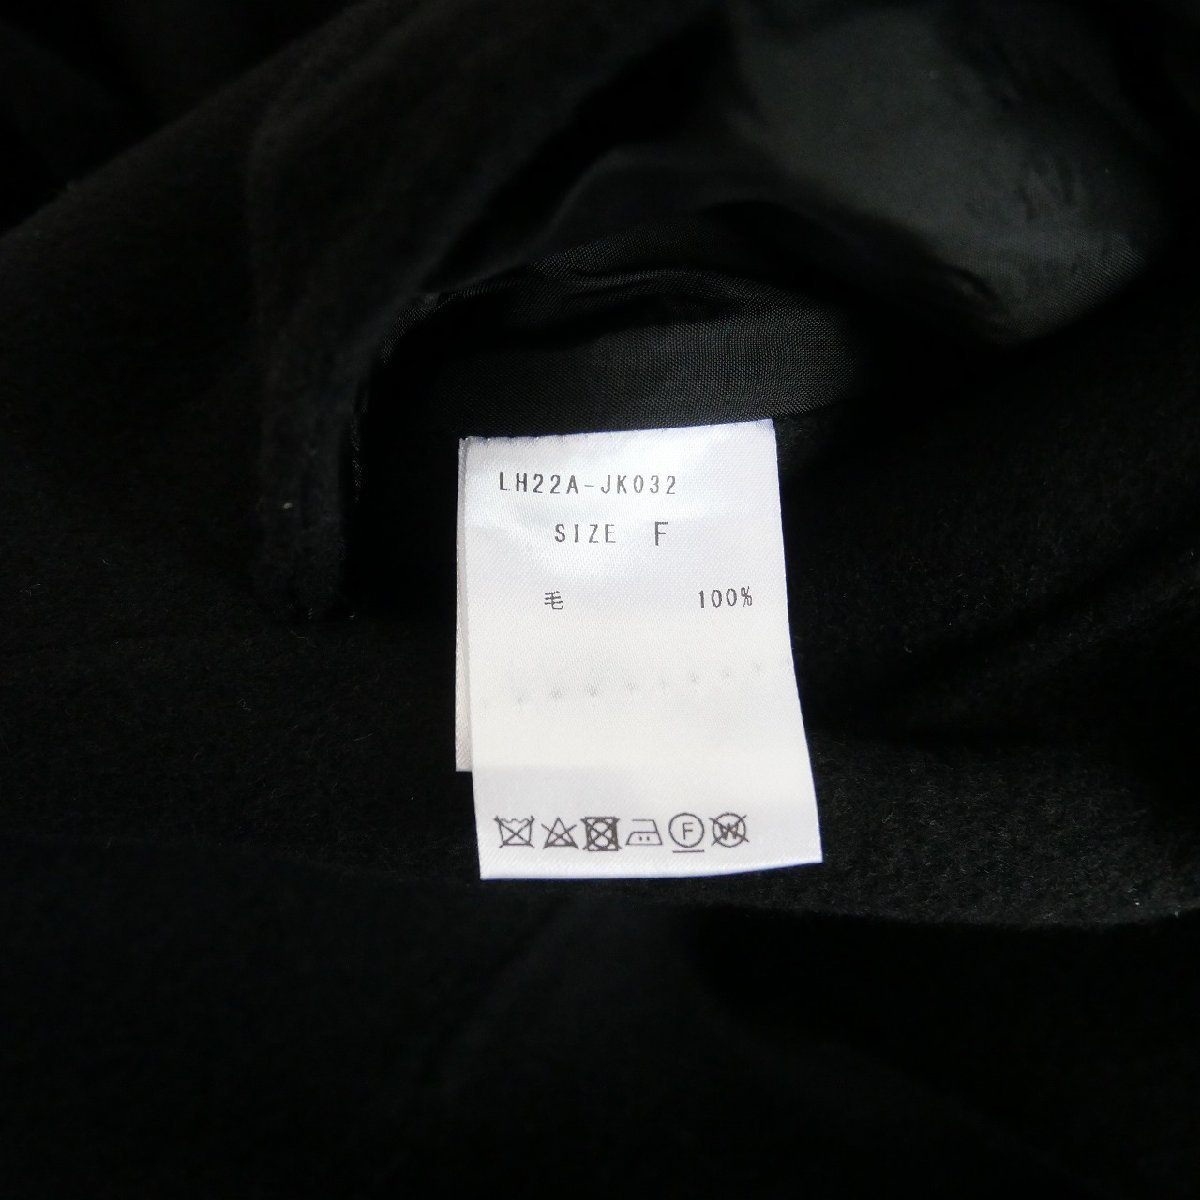 LH22A-JK032
SIZE F
毛 100%
F W